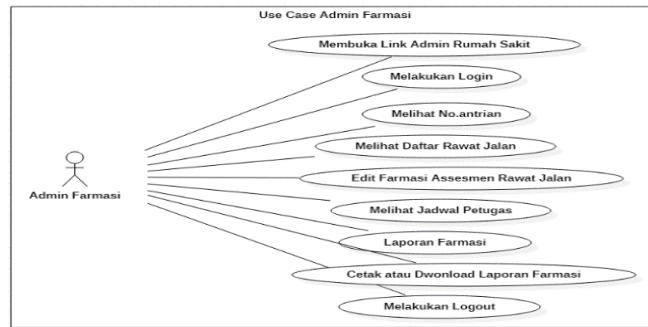 Use Case Admin Farmasi
Membuka Link Admin Rumah Sakit
Melakukan Login
Melihat No.antrian
Melihat Daftar Rawat Jalan
Edit Farmasi Assesmen Rawat Jalan
Admin Farmasi
Melihat Jadwal Petugas
Laporan Farmasi
Cetak atau Dwonload Laporan Farmasi
Melakukan Logout